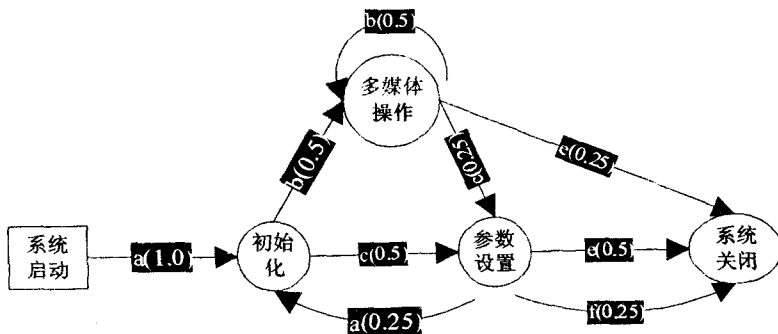 b(0.5)
多媒体
操作
b(0.5)
c(0.25)
e(0.25)
系统
启动
a(1.0)
初始
化
c(0.5)
参数
设置
e(0.5)
系统
关闭
a(0.25)
f(0.25)